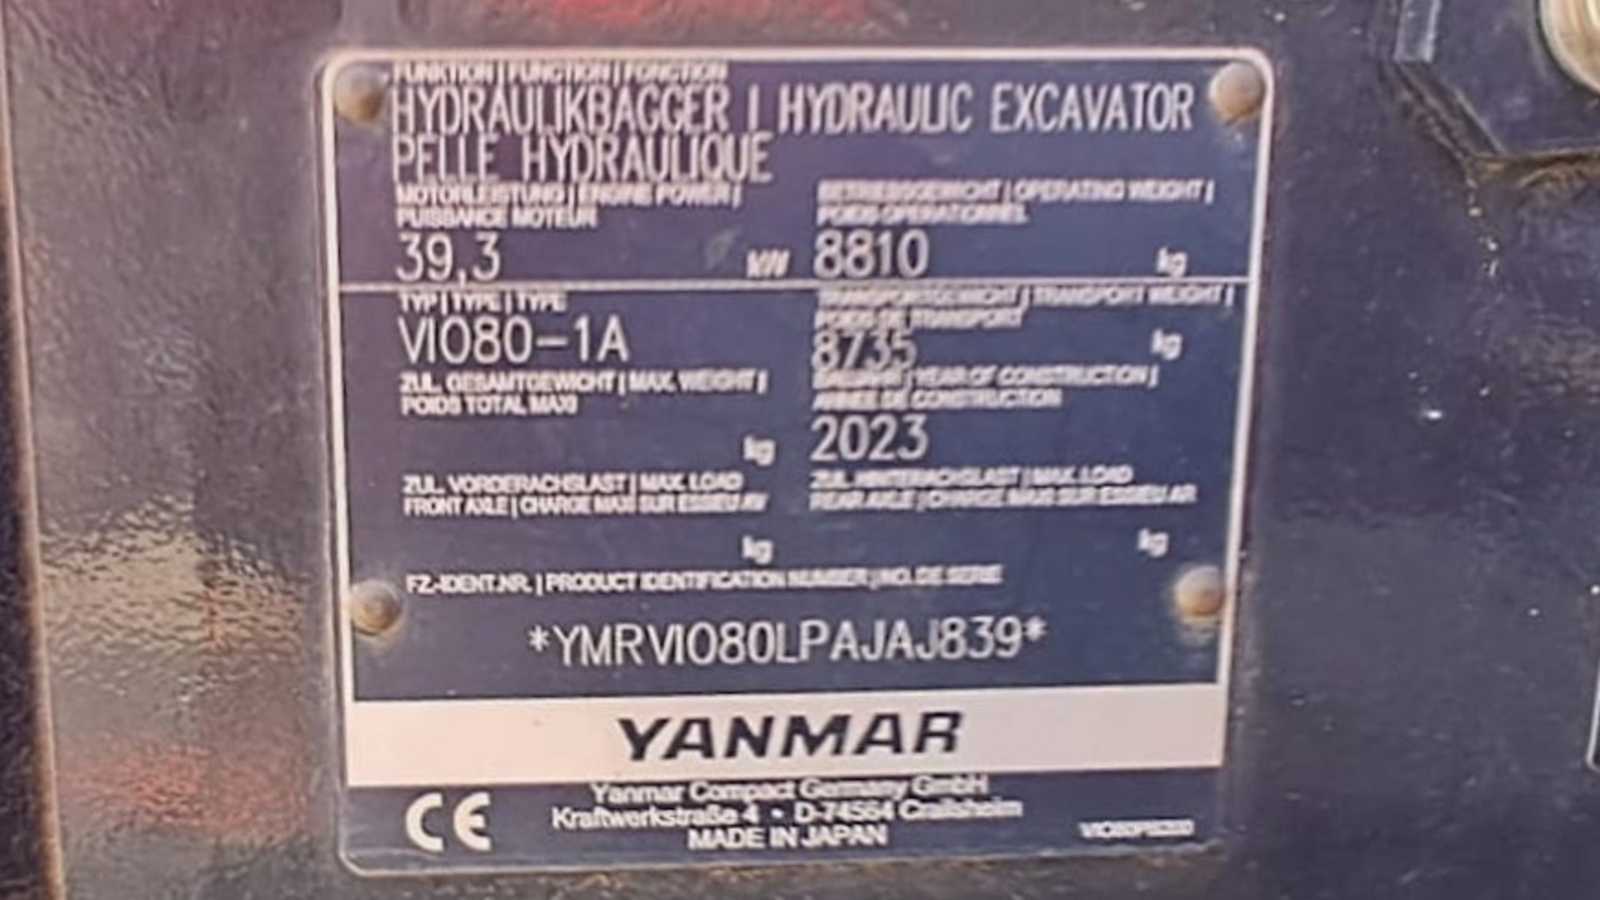 FUNKTION | FUNCTION | FONCTION
HYDRAULIKBAGGER | HYDRAULIC EXCAVATOR
PELLE HYDRAULIQUE
MOTORLEISTUNG | ENGINE POWER |
PUISSANCE MOTEUR
39,3 kW
BETRIEBSGEWICHT | OPERATING WEIGHT |
POIDS OPERATIONNEL
8810 kg
TYP | TYPE | TYPE
VIO80-1A
TRANSPORTGEWICHT | TRANSPORT WEIGHT |
POIDS DE TRANSPORT
8735 kg
ZUL. GESAMTGEWICHT | MAX. WEIGHT |
POIDS TOTAL MAXI
kg
BAUJAHR | YEAR OF CONSTRUCTION |
ANNEE DE CONSTRUCTION
2023
ZUL. VORDERACHSLAST | MAX. LOAD
FRONT AXLE | CHARGE MAXI SUR ESSIEU AV
kg
ZUL. HINTERACHSLAST | MAX. LOAD
REAR AXLE | CHARGE MAXI SUR ESSIEU AR
kg
FZ.-IDENT.NR. | PRODUCT IDENTIFICATION NUMBER | NO. DE SERIE
*YMRVIO80LPAJAJ839*
YANMAR
CE
Yanmar Compact Germany GmbH
Kraftwerkstraße 4 • D-74564 Crailsheim
MADE IN JAPAN